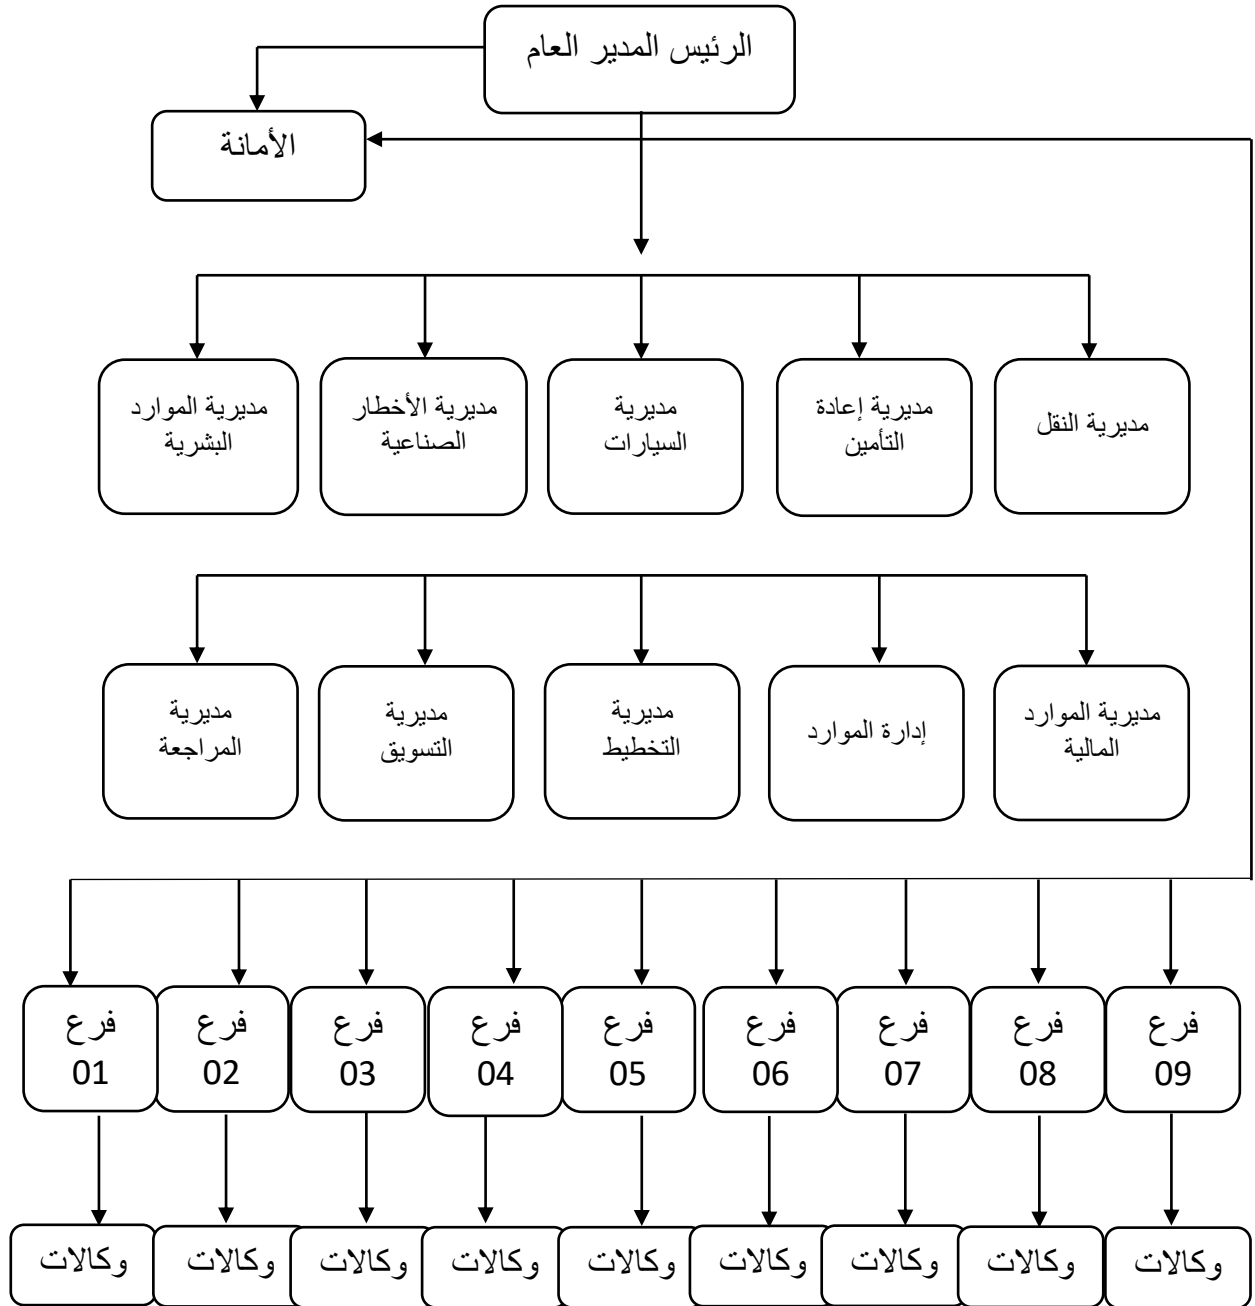 الرئيس المدير العام
الأمانة
مديرية النقل
مديرية إعادة
التأمين
مديرية
السيارات
مديرية الأخطار
الصناعية
مديرية الموارد
البشرية
مديرية الموارد
المالية
إدارة الموارد
مديرية
التخطيط
مديرية
التسويق
مديرية
المراجعة
فرع
09
فرع
08
فرع
07
فرع
06
فرع
05
فرع
04
فرع
03
فرع
02
فرع
01
وكالات
وكالات
وكالات
وكالات
وكالات
وكالات
وكالات
وكالات
وكالات